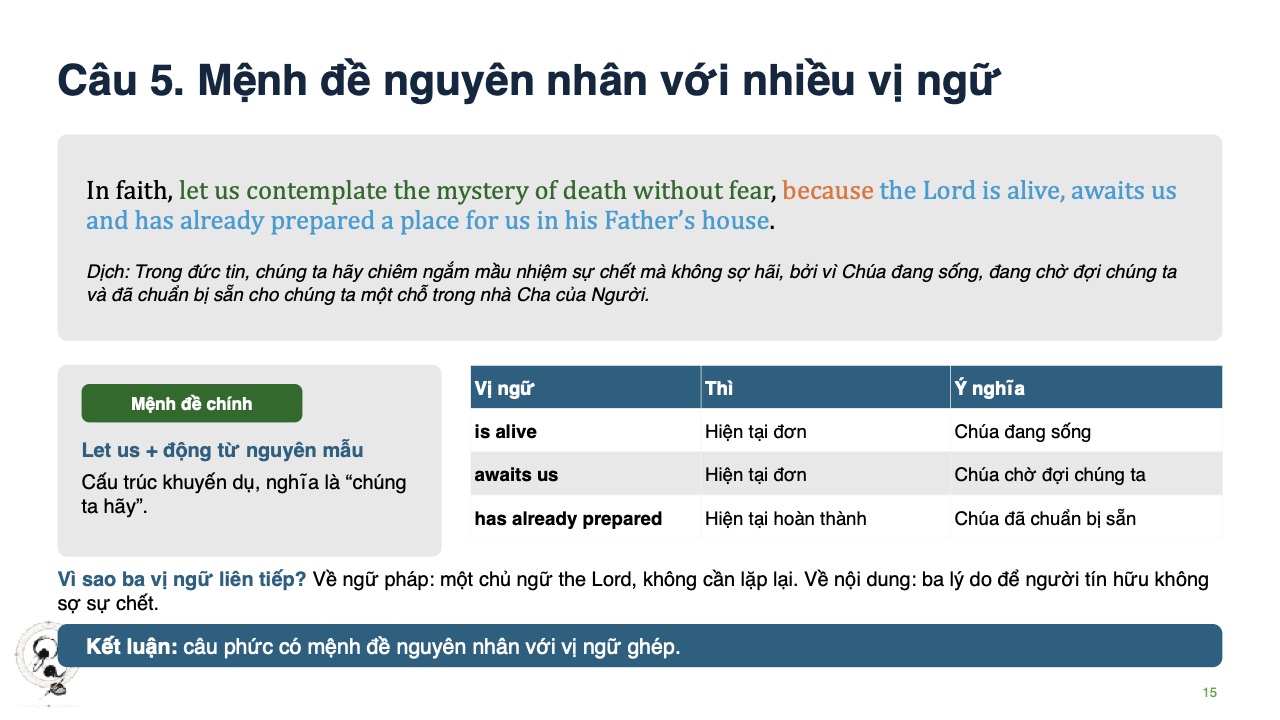 Câu 5. Mệnh đề nguyên nhân với nhiều vị ngữ
In faith, let us contemplate the mystery of death without fear, because the Lord is alive, awaits us
and has already prepared a place for us in his Father’s house.
Dịch: Trong đức tin, chúng ta hãy chiêm ngắm mầu nhiệm sự chết mà không sợ hãi, bởi vì Chúa đang sống, đang chờ đợi chúng ta
và đã chuẩn bị sẵn cho chúng ta một chỗ trong nhà Cha của Người.
Mệnh đề chính
Let us + động từ nguyên mẫu
Cấu trúc khuyến dụ, nghĩa là “chúng
ta hãy”.
Vị ngữ Thì Ý nghĩa
is alive Hiện tại đơn Chúa đang sống
awaits us Hiện tại đơn Chúa chờ đợi chúng ta
has already prepared Hiện tại hoàn thành Chúa đã chuẩn bị sẵn
Vì sao ba vị ngữ liên tiếp? Về ngữ pháp: một chủ ngữ the Lord, không cần lặp lại. Về nội dung: ba lý do để người tín hữu không
sợ sự chết.
Kết luận: câu phức có mệnh đề nguyên nhân với vị ngữ ghép.
15